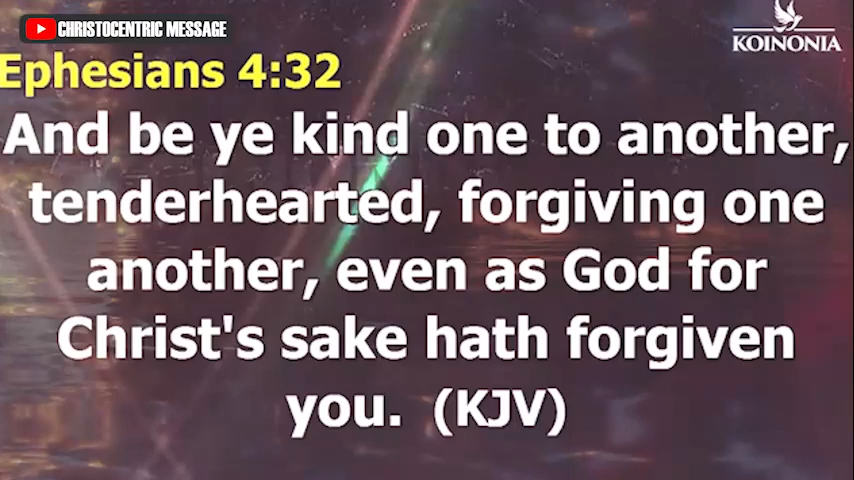 CHRISTOCENTRIC MESSAGE
KOINONIA
Ephesians 4:32
And be ye kind one to another,
tenderhearted, forgiving one
another, even as God for
Christ's sake hath forgiven
you. (KJV)